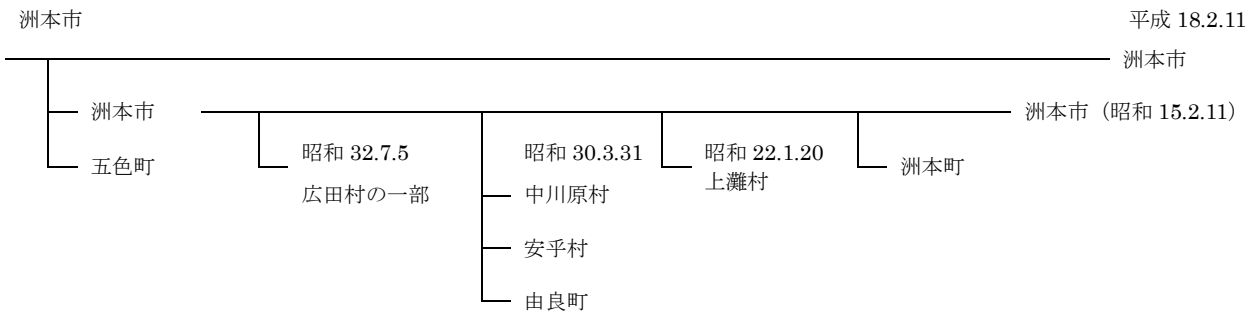 洲本市
平成 18.2.11
洲本市
洲本市
洲本市（昭和 15.2.11）
五色町
昭和 32.7.5
広田村の一部
昭和 30.3.31
中川原村
安乎村
由良町
昭和 22.1.20
上灘村
洲本町